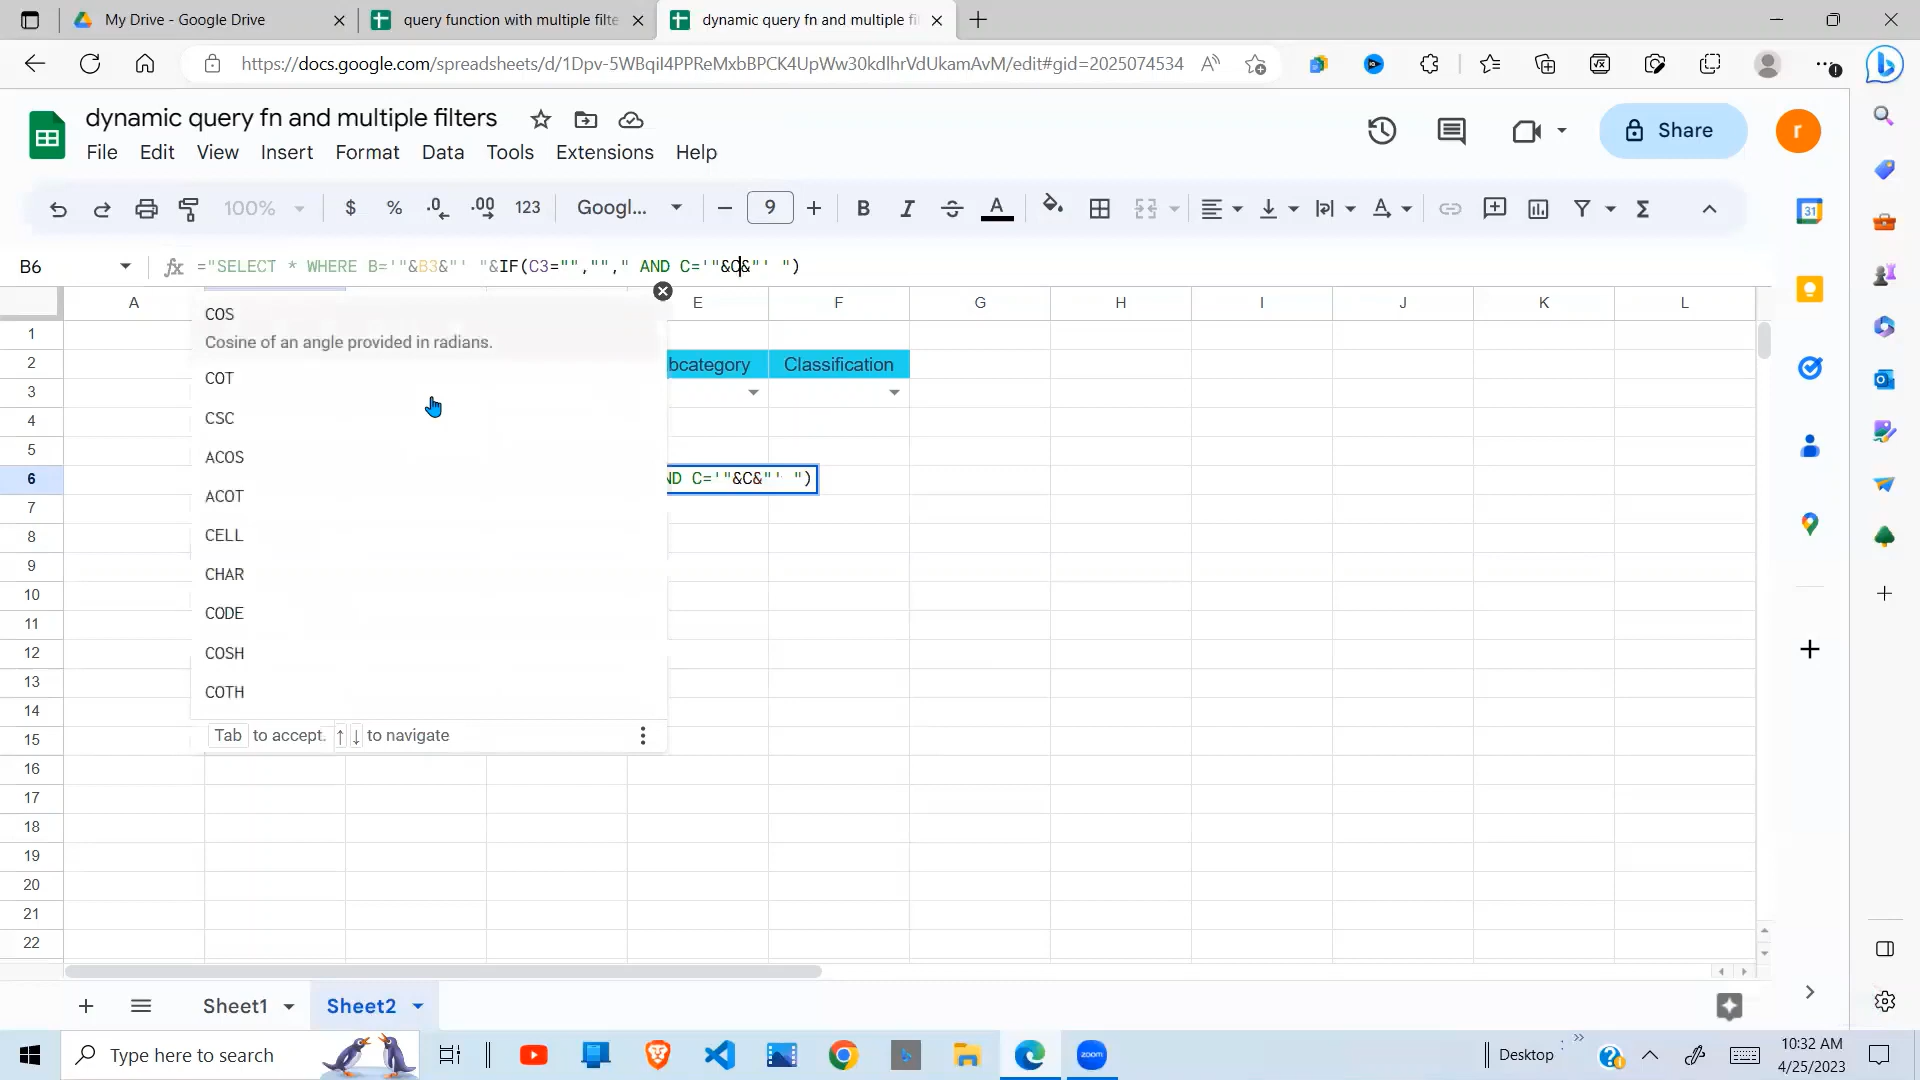 My Drive - Google Drive
query function with multiple filte
dynamic query fn and multiple fil
https://docs.google.com/spreadsheets/d/1Dpv-5WBqiI4PPReMxbBPCK4UpWw30kdlhrVdUkamAvM/edit#gid=2025074534
dynamic query fn and multiple filters
File Edit View Insert Format Data Tools Extensions Help
Share
r
100% $ % .0 .00 123 Googl... 9 B I A
B6 ="SELECT * WHERE B='"&B3&"' "&IF(C3="",""," AND C='"&C&"' ")
A E F G H I J K L
COS
Cosine of an angle provided in radians.
COT
CSC
ACOS
ACOT
CELL
CHAR
CODE
COSH
COTH
Tab to accept. ↑ ↓ to navigate
1
2 bcategory Classification
3
4
5
6 ND C='"&C&"' ")
7
8
9
10
11
12
13
14
15
16
17
18
19
20
21
22
31
Sheet1 Sheet2
Type here to search
zoom
Desktop
10:32 AM
4/25/2023